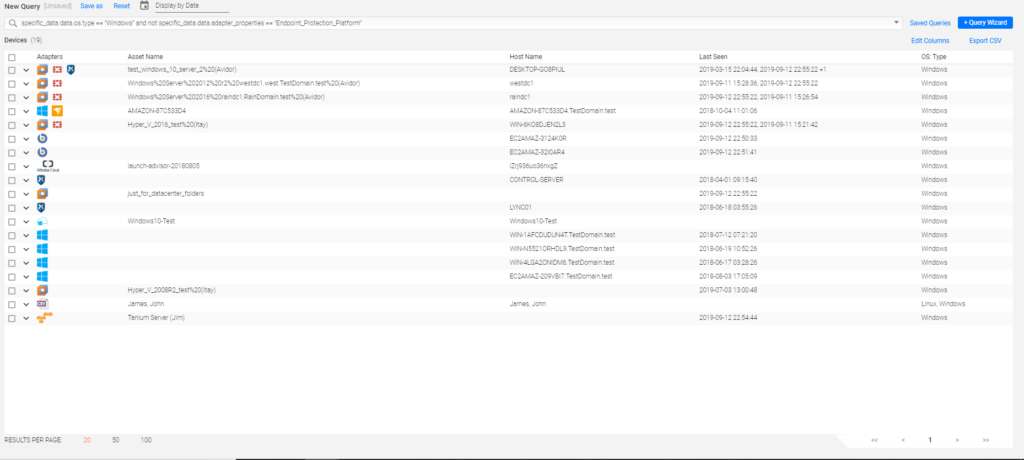 New Query [Unsaved] Save as Reset Display by Date
specific_data.data.os.type == "Windows" and not specific_data.data.adapter_properties == "Endpoint_Protection_Platform"
Saved Queries + Query Wizard
Devices (19) Edit Columns Export CSV
Adapters Asset Name Host Name Last Seen OS: Type
test_windows_10_server_2%20(Avidor) DESKTOP-GO8PIUL 2019-03-15 22:04:44, 2019-09-12 22:55:22 +1 Windows
Windows%20Server%202012%20r2%20westdc1.west.TestDomain.test%20(Avidor) westdc1 2019-09-11 15:28:36, 2019-09-12 22:55:22 Windows
Windows%20Server%202016%20raindc1.RainDomain.test%20(Avidor) raindc1 2019-09-12 22:55:22, 2019-09-11 15:26:54 Windows
AMAZON-87C533D4 AMAZON-87C533D4.TestDomain.test 2018-10-04 11:01:06 Windows
Hyper_V_2016_test%20(Itay) WIN-6KO8DJEN2L3 2019-09-12 22:55:22, 2019-09-11 15:21:42 Windows
EC2AMAZ-3124K0R 2019-09-12 22:50:33 Windows
EC2AMAZ-32I0AR4 2019-09-12 22:51:41 Windows
Alibaba Cloud launch-advisor-20180805 iZrj936uo36nxgZ Windows
CONTROL-SERVER 2018-04-01 09:15:40 Windows
just_for_datacenter_folders 2019-09-12 22:55:22 Windows
LYNC01 2018-06-18 03:55:26 Windows
Windows10-Test Windows10-Test Windows
WIN-1AFCDUDUN4T.TestDomain.test 2018-07-12 07:21:20 Windows
WIN-N5521ORHDL9.TestDomain.test 2018-06-19 10:52:26 Windows
WIN-4LGA2ONIDM6.TestDomain.test 2018-06-17 03:28:26 Windows
EC2AMAZ-209VBI7.TestDomain.test 2018-08-03 17:05:09 Windows
Hyper_V_2008R2_test%20(Itay) 2019-07-03 13:00:48 Windows
James, John James, John Linux, Windows
Tanium Server (Jim) 2019-09-12 22:54:44 Windows
RESULTS PER PAGE: 20 50 100 << < 1 > >>